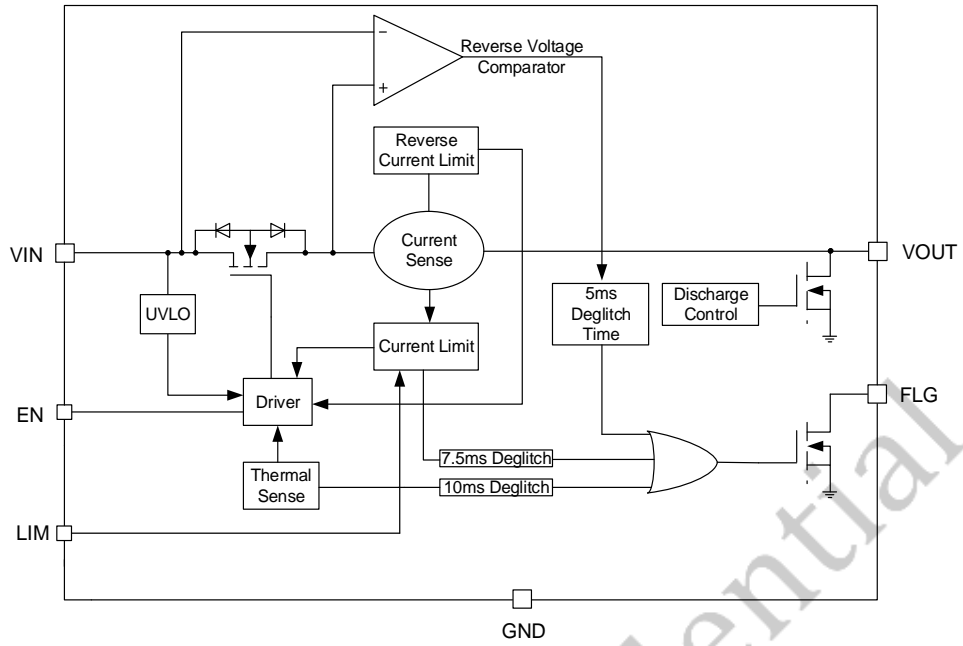 −
Reverse Voltage
Comparator
+
Reverse
Current Limit
VIN
Current
Sense
VOUT
UVLO
5ms
Deglitch
Time
Discharge
Control
Current Limit
Driver
EN
FLG
7.5ms Deglitch
Thermal
Sense
10ms Deglitch
LIM
GND